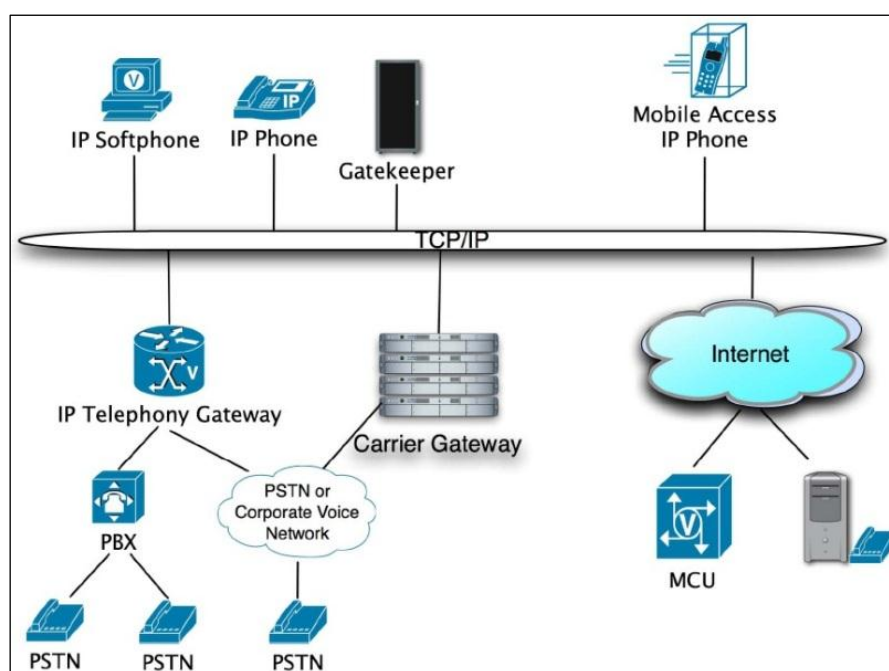 V
IP
IP Softphone
IP Phone
Gatekeeper
Mobile Access
IP Phone
TCP/IP
V
IP Telephony Gateway
Carrier Gateway
Internet
PBX
PSTN or
Corporate Voice
Network
V
MCU
PSTN
PSTN
PSTN